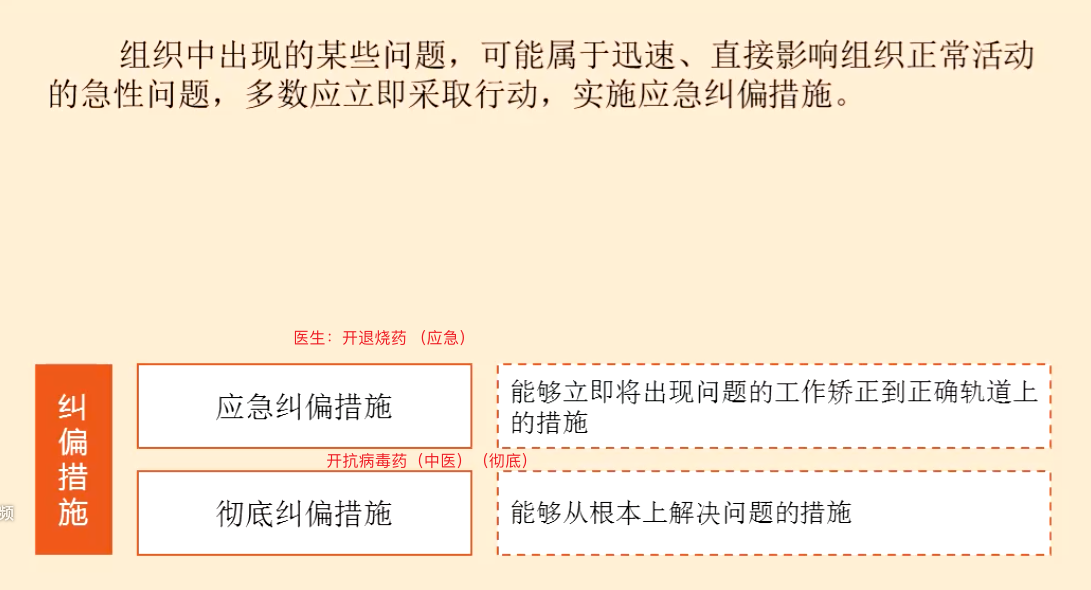 组织中出现的某些问题，可能属于迅速、直接影响组织正常活动
的急性问题，多数应立即采取行动，实施应急纠偏措施。
医生：开退烧药 （应急）
纠偏措施
应急纠偏措施
能够立即将出现问题的工作矫正到正确轨道上
的措施
开抗病毒药（中医）（彻底）
彻底纠偏措施
能够从根本上解决问题的措施
频